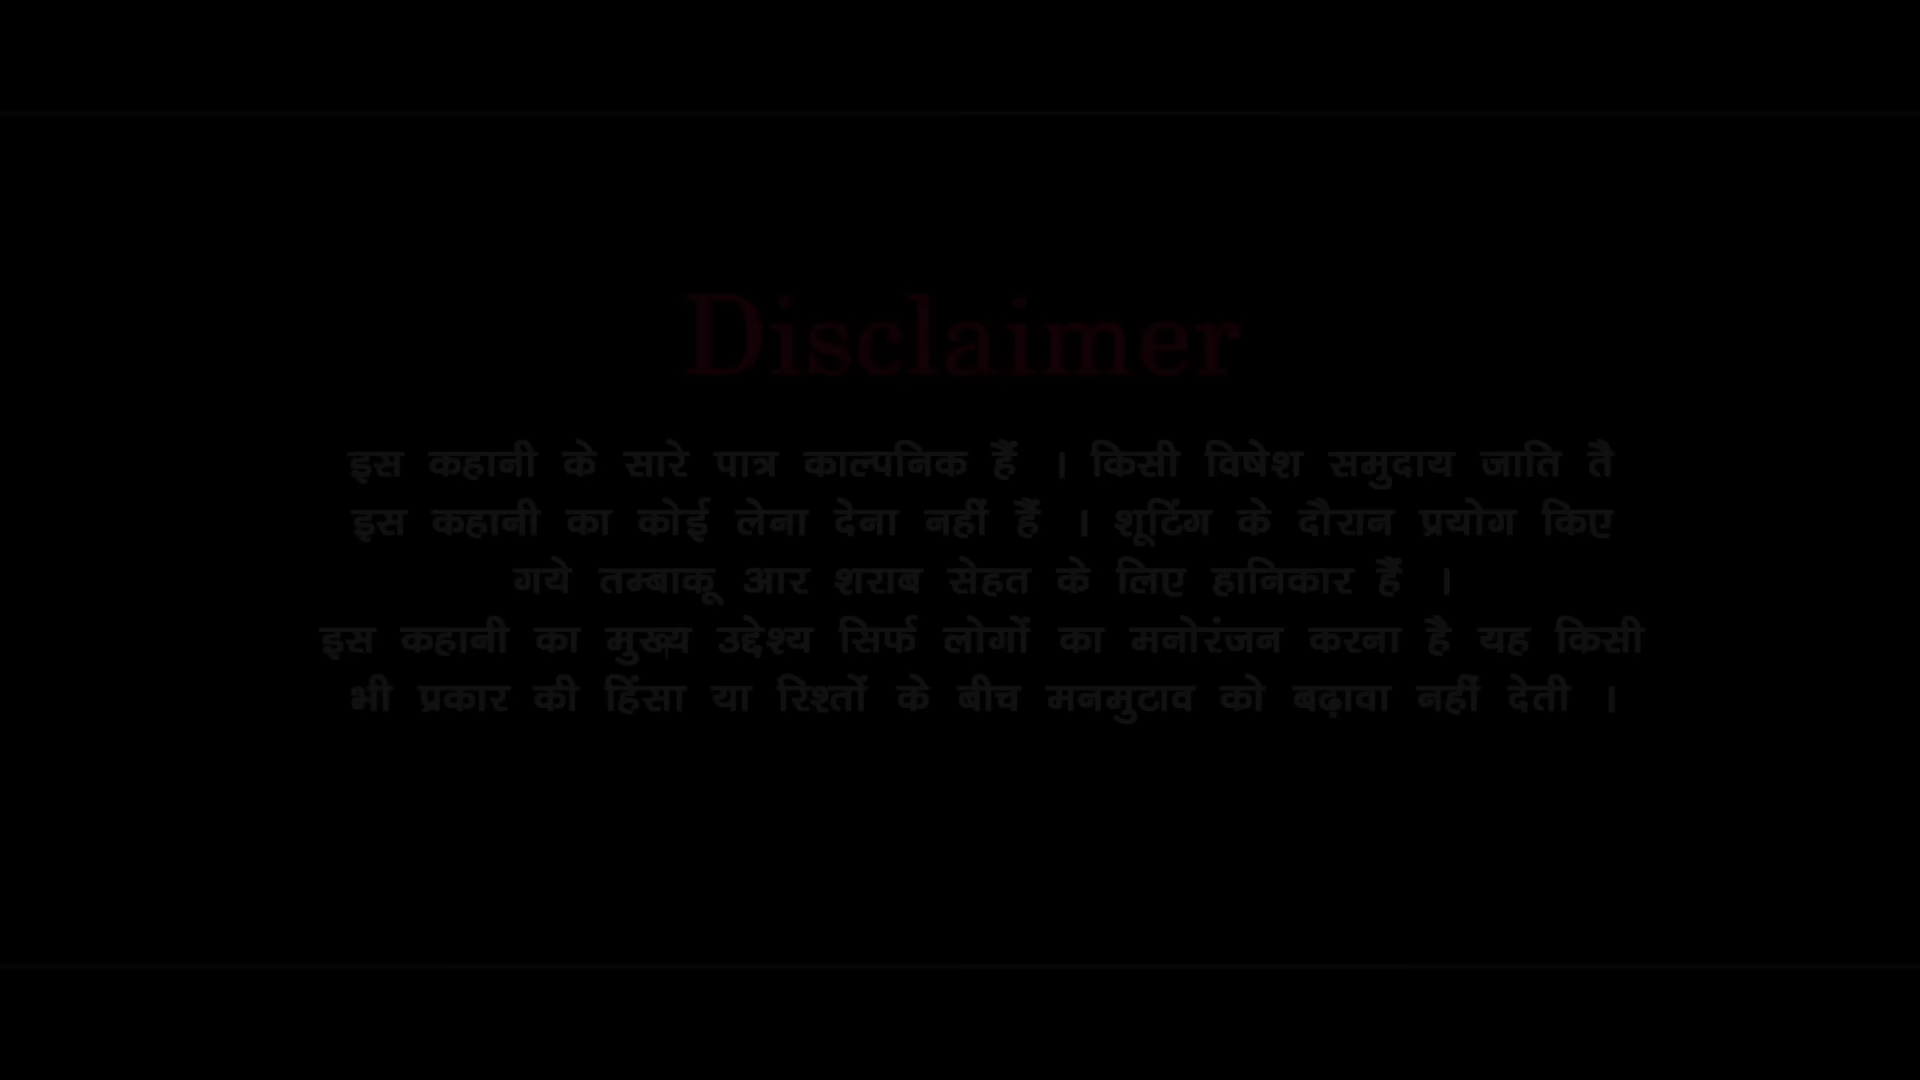 Disclaimer
इस कहानी के सारे पात्र काल्पनिक हैं । किसी विषेश समुदाय जाति तै
इस कहानी का कोई लेना देना नहीं हैं । शूटिंग के दौरान प्रयोग किए
गये तम्बाकू आर शराब सेहत के लिए हानिकार हैं ।
इस कहानी का मुख्य उद्देश्य सिर्फ लोगों का मनोरंजन करना है यह किसी
भी प्रकार की हिंसा या रिश्तों के बीच मनमुटाव को बढ़ावा नहीं देती ।